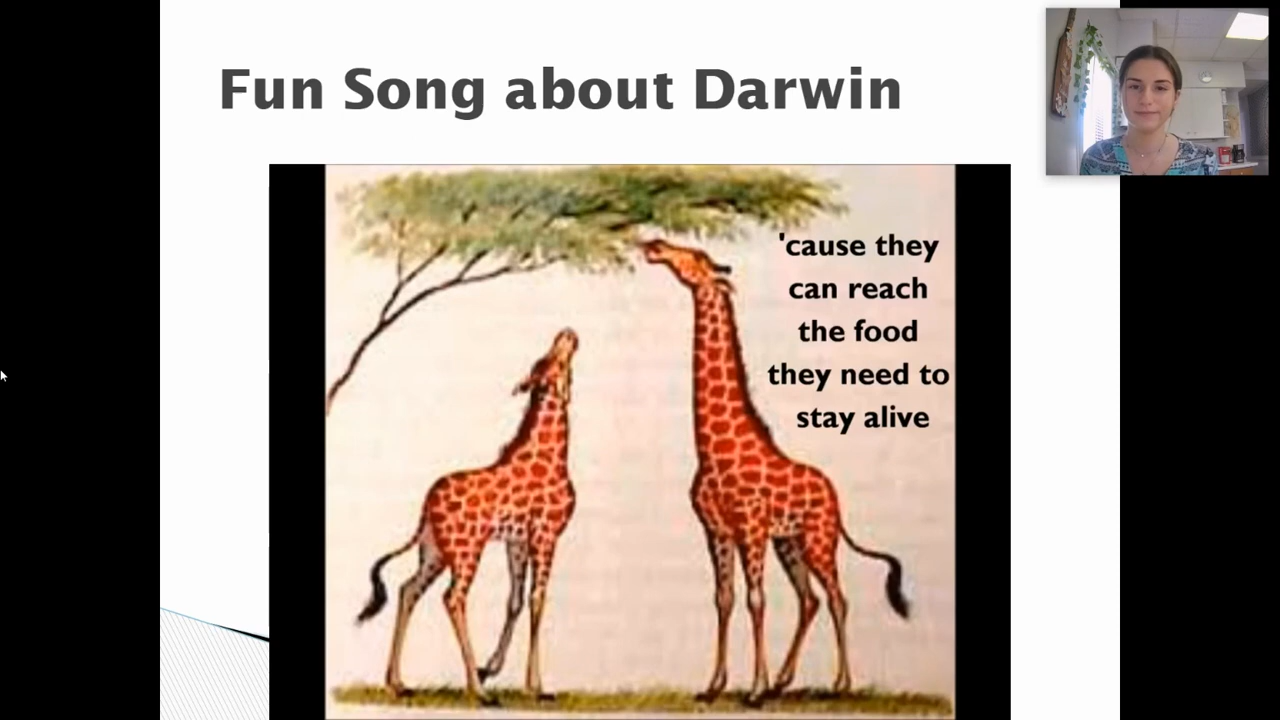 Fun Song about Darwin
'cause they
can reach
the food
they need to
stay alive